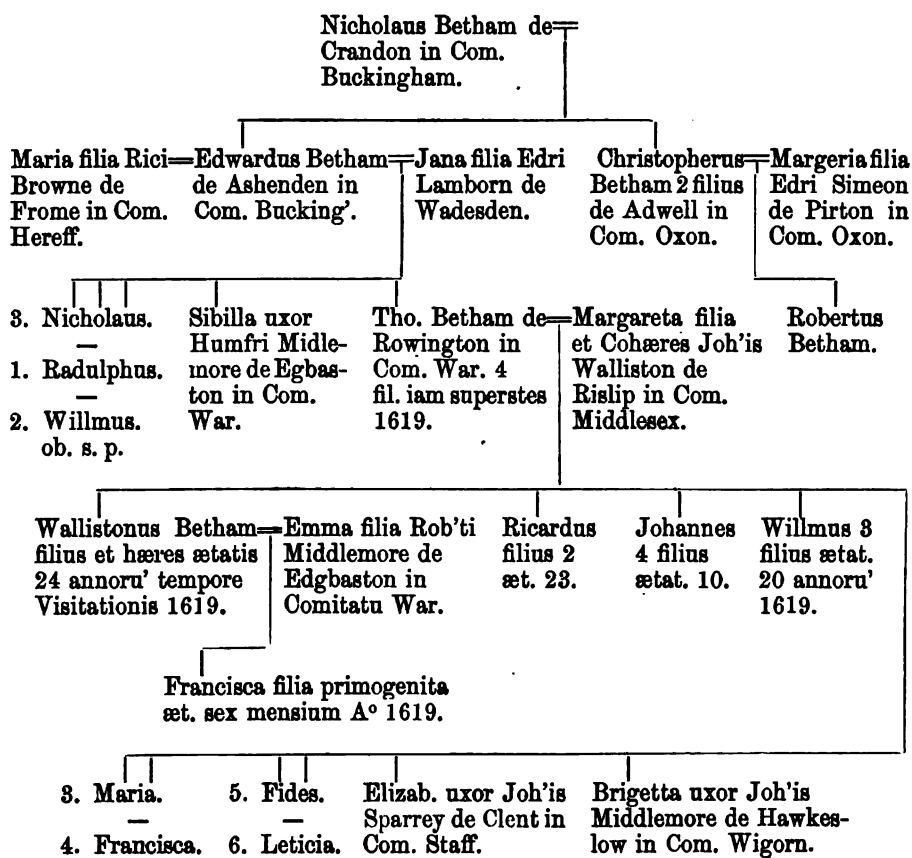 Nicholaus Betham de
Crandon in Com.
Buckingham.
Maria filia Rici
Browne de
Frome in Com.
Hereff.
Edwardus Betham
de Ashenden in
Com. Bucking'.
Jana filia Edri
Lamborn de
Wadesden.
Christopherus
Betham 2 filius
de Adwell in
Com. Oxon.
Margeria filia
Edri Simeon
de Pirton in
Com. Oxon.
3. Nicholaus.
—
1. Radulphus.
—
2. Willmus.
ob. s. p.
Sibilla uxor
Humfri Midle-
more de Egbas-
ton in Com.
War.
Tho. Betham de
Rowington in
Com. War. 4
fil. iam superstes
1619.
Margareta filia
et Cohæres Joh'is
Walliston de
Rislip in Com.
Middlesex.
Robertus
Betham.
Wallistonus Betham
filius et hæres ætatis
24 annoru' tempore
Visitationis 1619.
Emma filia Rob'ti
Middlemore de
Edgbaston in
Comitatu War.
Ricardus
filius 2
æt. 23.
Johannes
4 filius
ætat. 10.
Willmus 3
filius ætat.
20 annoru'
1619.
Francisca filia primogenita
æt. sex mensium Aº 1619.
3. Maria.
—
4. Francisca.
5. Fides.
—
6. Leticia.
Elizab. uxor Joh'is
Sparrey de Clent in
Com. Staff.
Brigetta uxor Joh'is
Middlemore de Hawkes-
low in Com. Wigorn.